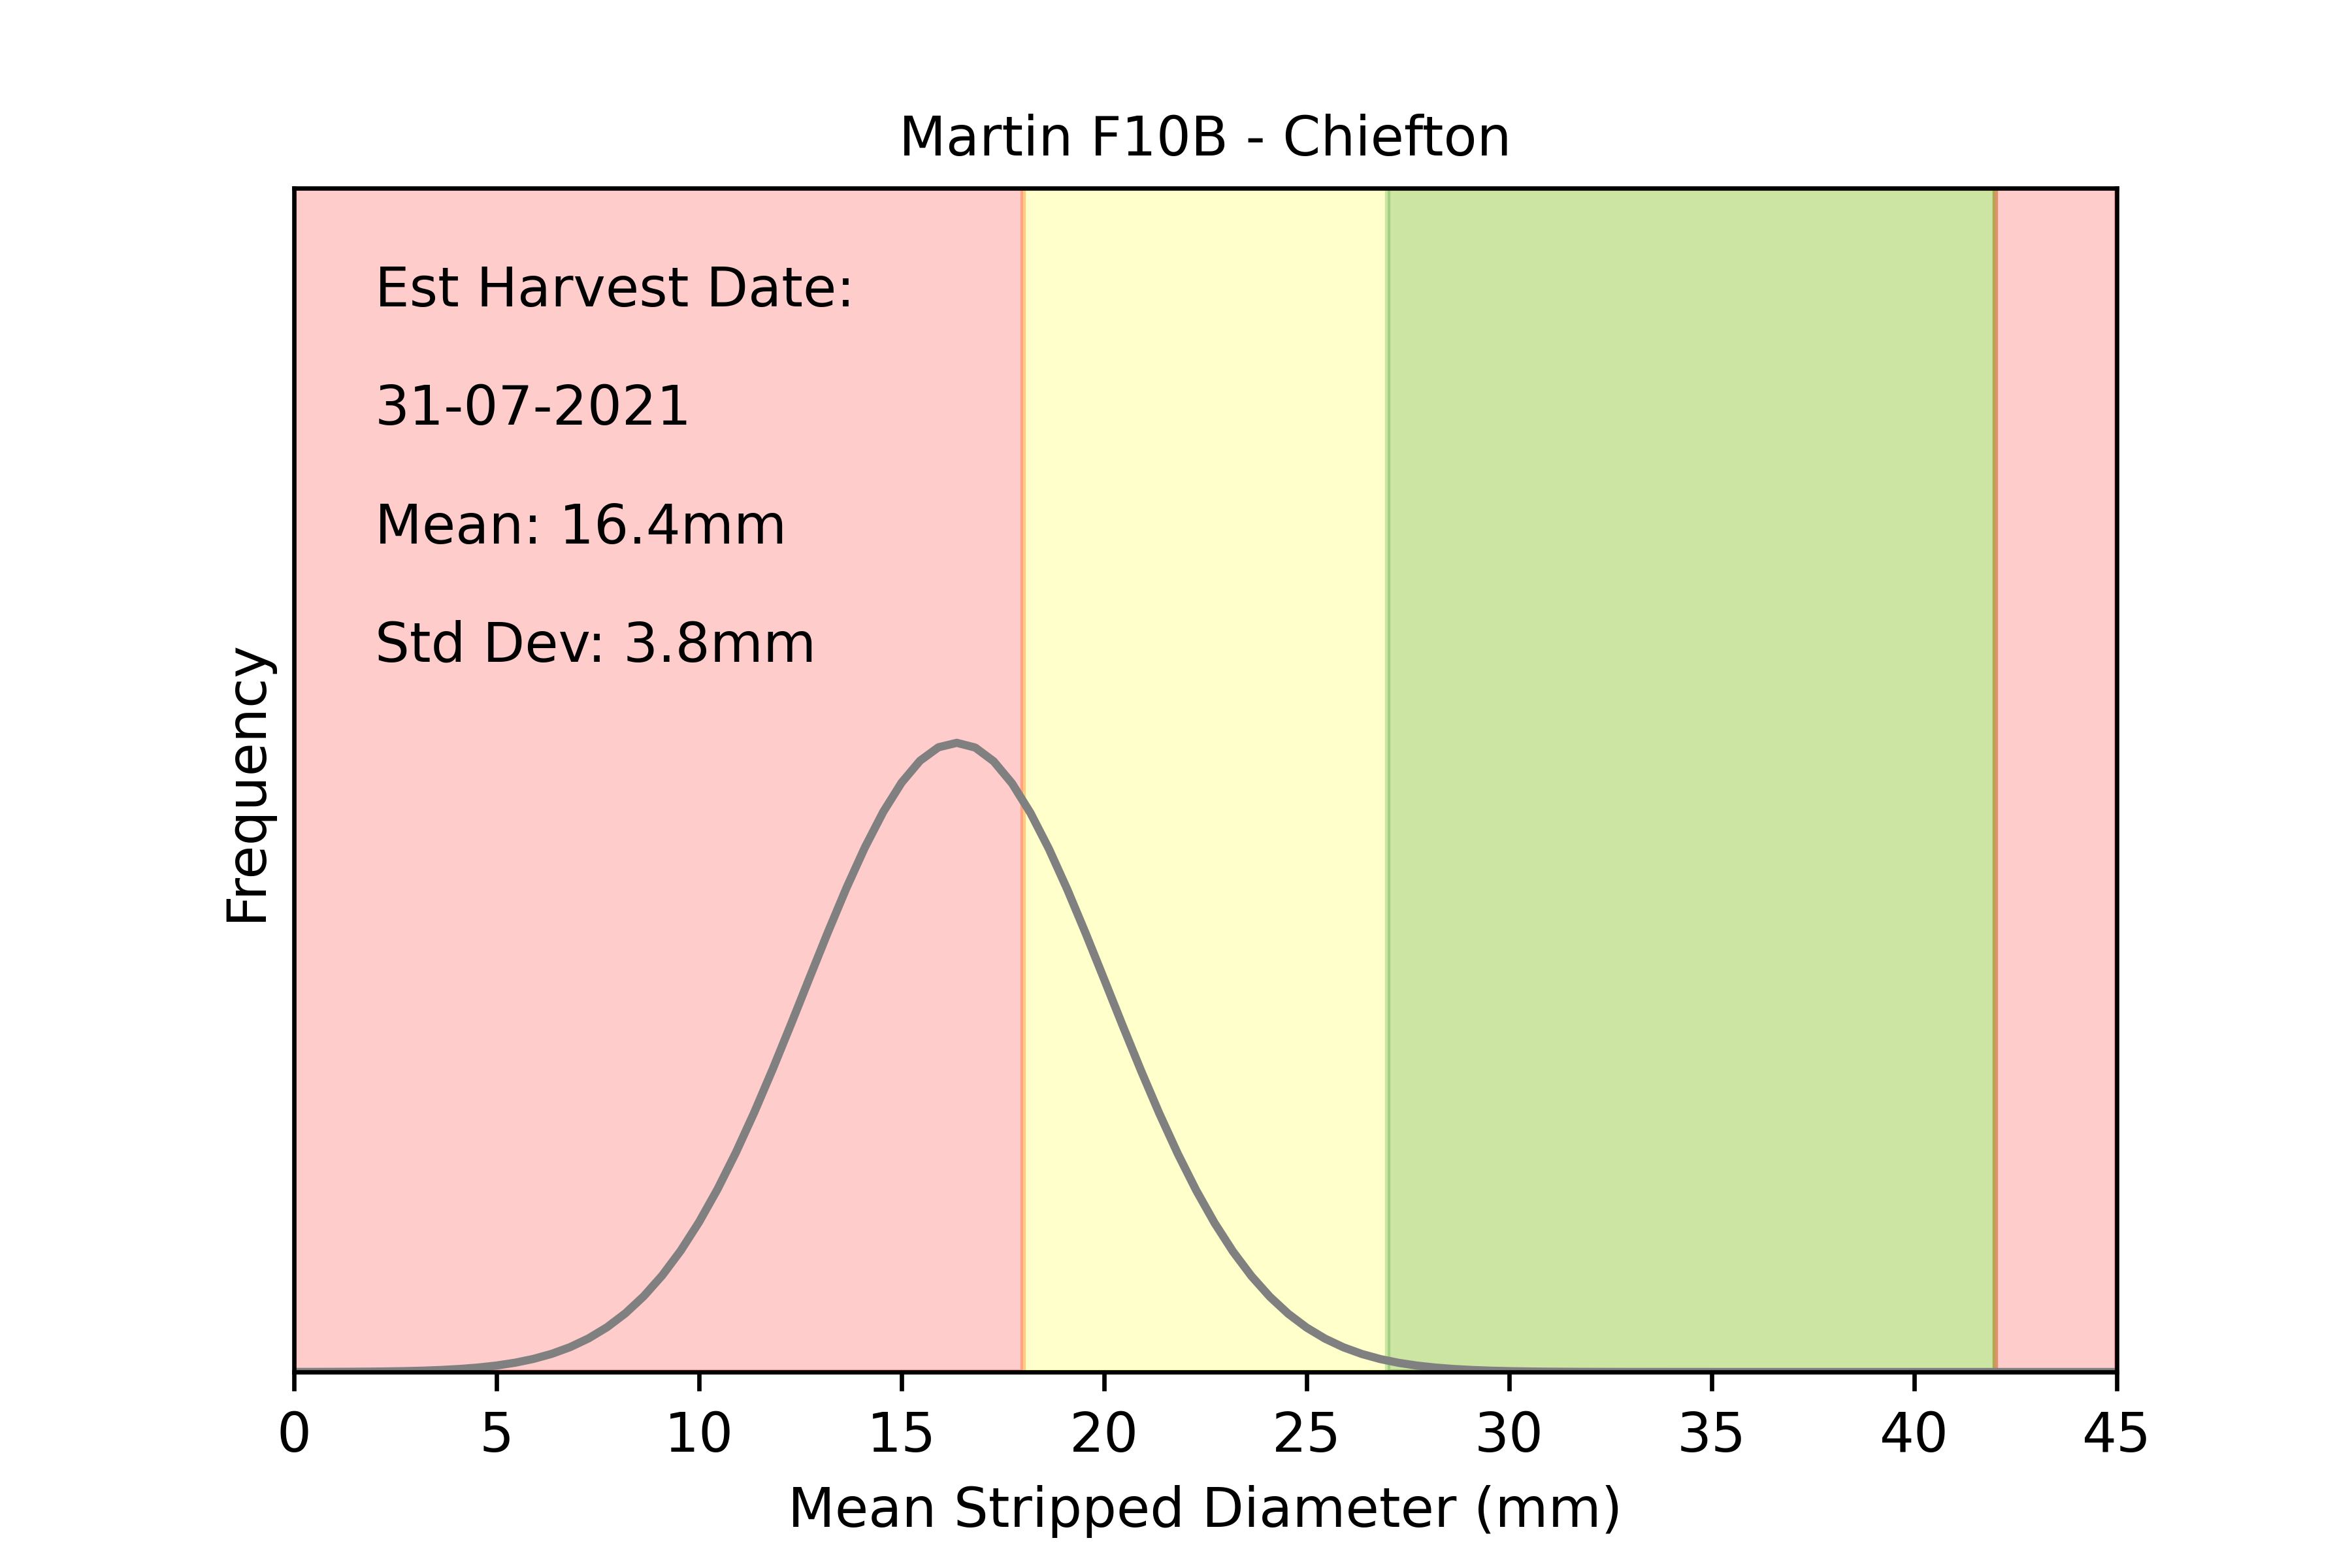 Martin F10B - Chiefton
Est Harvest Date:
31-07-2021
Mean: 16.4mm
Std Dev: 3.8mm
Frequency
0 5 10 15 20 25 30 35 40 45
Mean Stripped Diameter (mm)